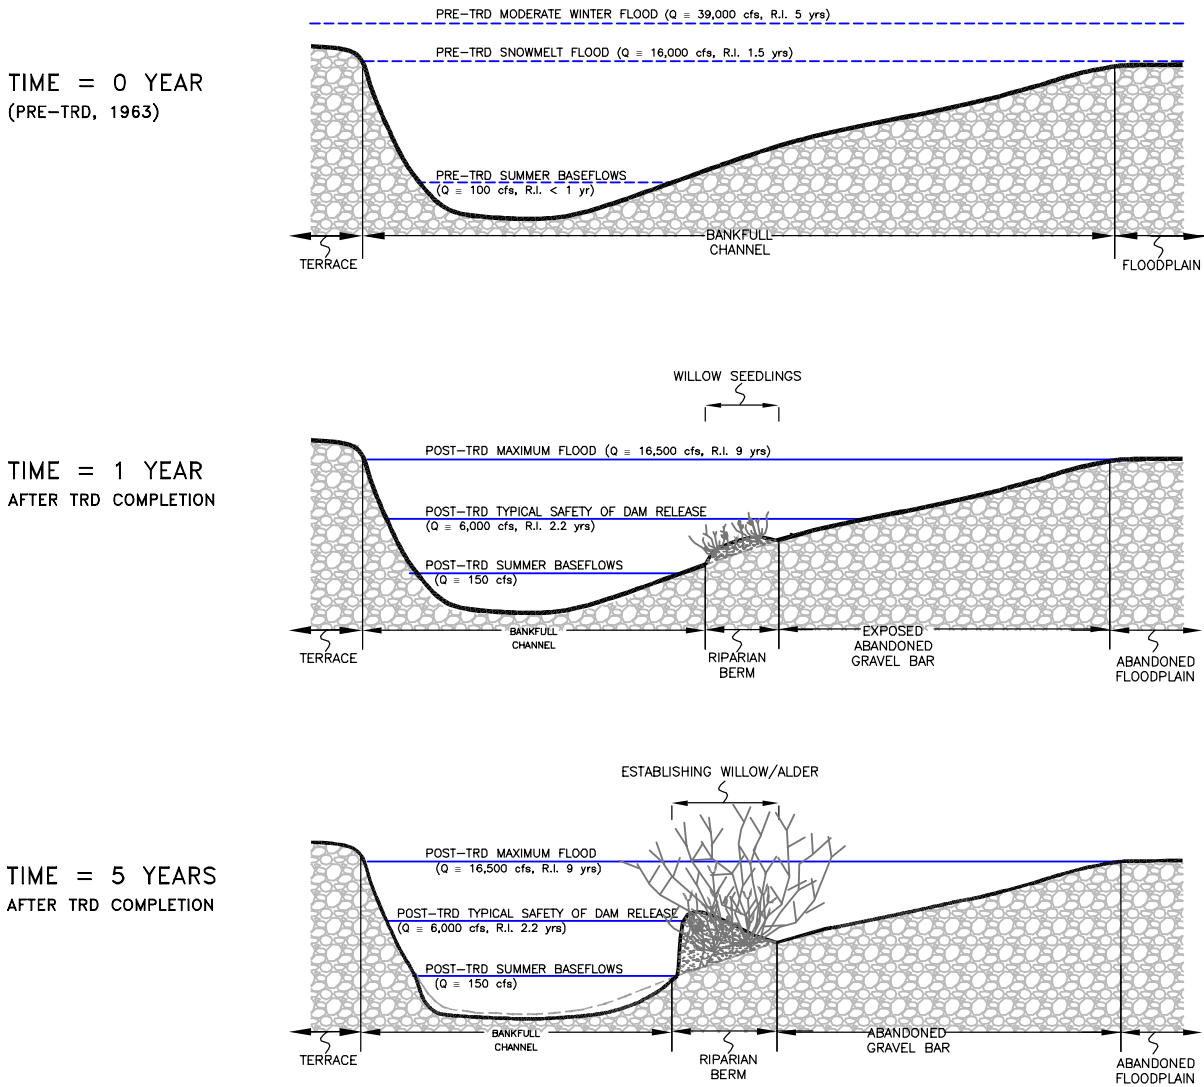 PRE-TRD MODERATE WINTER FLOOD (Q ≅ 39,000 cfs, R.I. 5 yrs)
PRE-TRD SNOWMELT FLOOD (Q ≅ 16,000 cfs, R.I. 1.5 yrs)
TIME = 0 YEAR
(PRE-TRD, 1963)
PRE-TRD SUMMER BASEFLOWS
(Q ≅ 100 cfs, R.I. < 1 yr)
TERRACE
BANKFULL
CHANNEL
FLOODPLAIN
WILLOW SEEDLINGS
TIME = 1 YEAR
AFTER TRD COMPLETION
POST-TRD MAXIMUM FLOOD (Q ≅ 16,500 cfs, R.I. 9 yrs)
POST-TRD TYPICAL SAFETY OF DAM RELEASE
(Q ≅ 6,000 cfs, R.I. 2.2 yrs)
POST-TRD SUMMER BASEFLOWS
(Q ≅ 150 cfs)
TERRACE
BANKFULL
CHANNEL
RIPARIAN
BERM
EXPOSED
ABANDONED
GRAVEL BAR
ABANDONED
FLOODPLAIN
ESTABLISHING WILLOW/ALDER
TIME = 5 YEARS
AFTER TRD COMPLETION
POST-TRD MAXIMUM FLOOD
(Q ≅ 16,500 cfs, R.I. 9 yrs)
POST-TRD TYPICAL SAFETY OF DAM RELEASE
(Q ≅ 6,000 cfs, R.I. 2.2 yrs)
POST-TRD SUMMER BASEFLOWS
(Q ≅ 150 cfs)
TERRACE
BANKFULL
CHANNEL
RIPARIAN
BERM
ABANDONED
GRAVEL BAR
ABANDONED
FLOODPLAIN